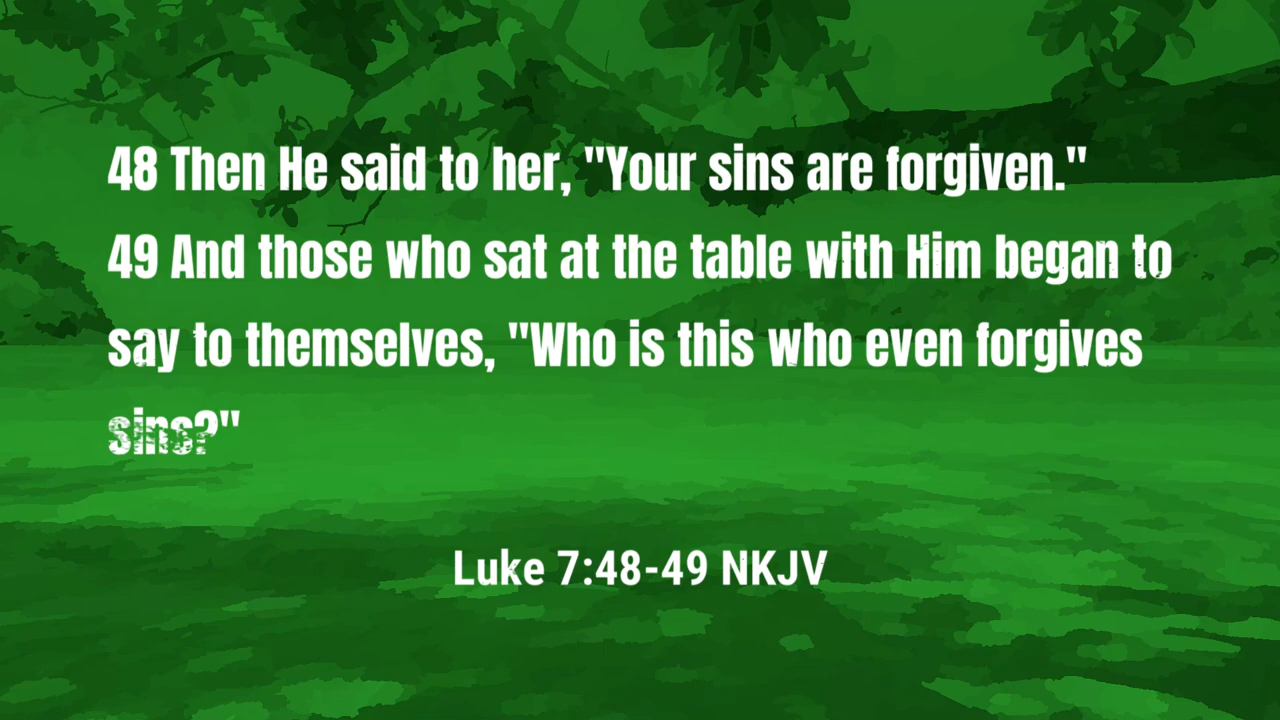 48 Then He said to her, "Your sins are forgiven."
49 And those who sat at the table with Him began to
say to themselves, "Who is this who even forgives
sins?"
Luke 7:48-49 NKJV